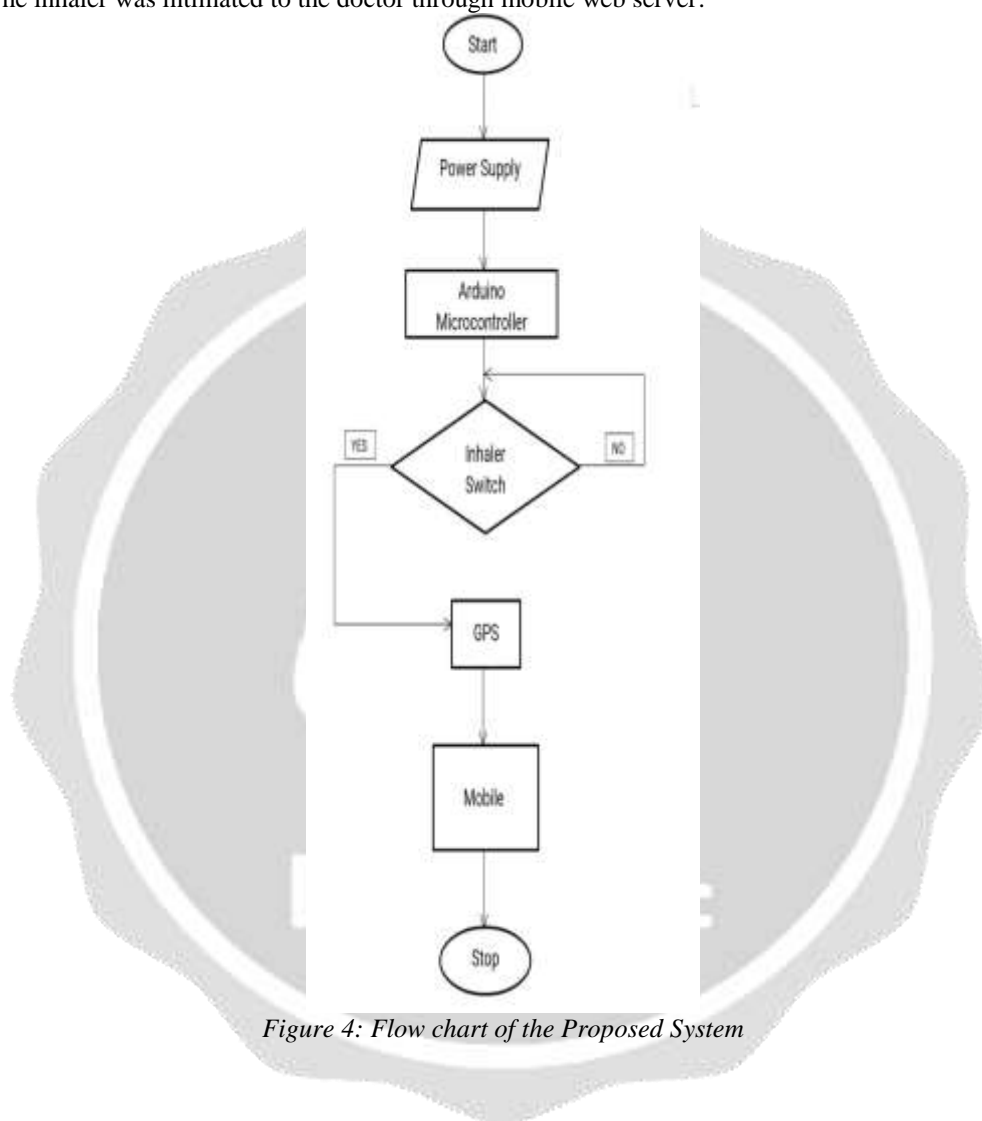 the inhaler was intimated to the doctor through mobile web server.
Start
Power Supply
Arduino
Microcontroller
YES
NO
Inhaler
Switch
GPS
Mobile
Stop
Figure 4: Flow chart of the Proposed System